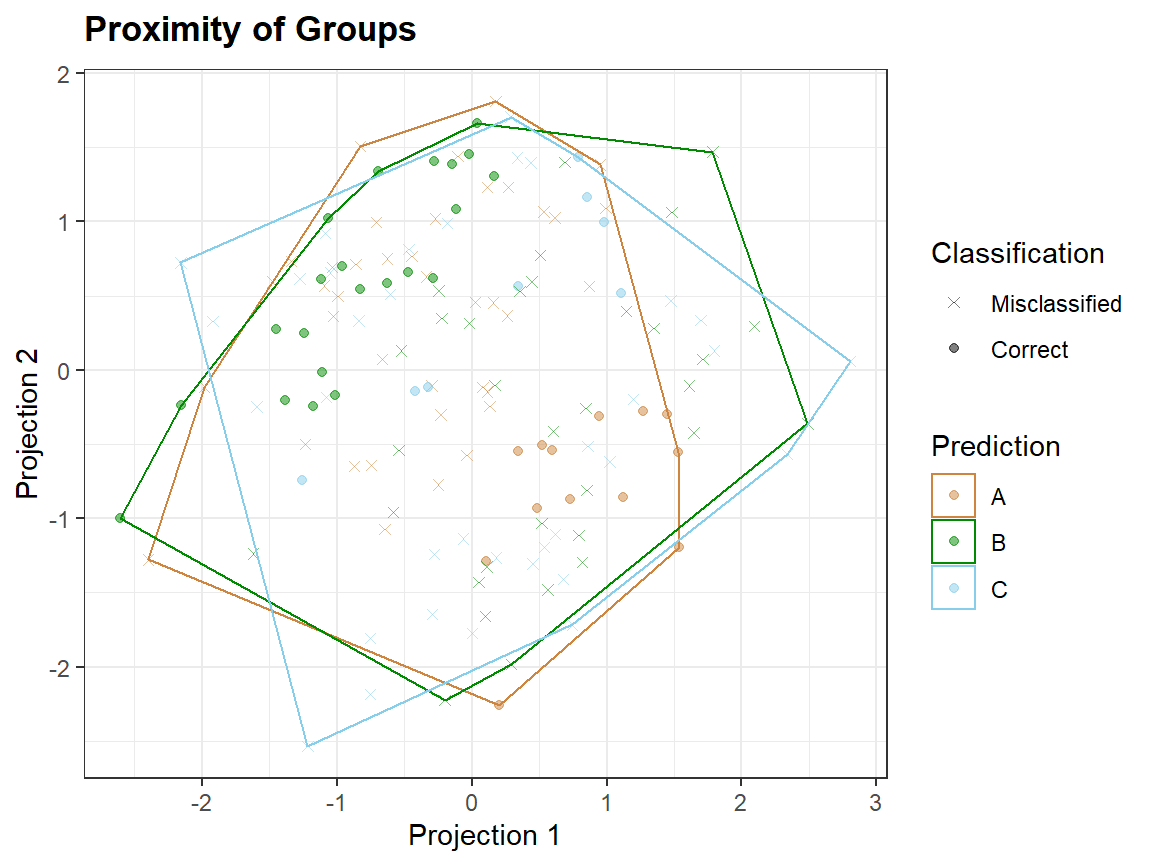 Proximity of Groups
2
1
0
-1
-2
Projection 2
-2
-1
0
1
2
3
Projection 1
Classification
Misclassified
Correct
Prediction
A
B
C